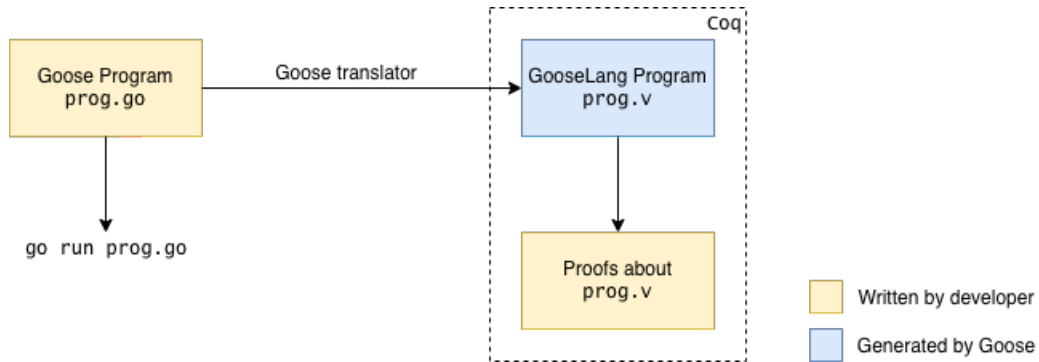 Coq
Goose Program
prog.go
Goose translator
GooseLang Program
prog.v
go run prog.go
Proofs about
prog.v
Written by developer
Generated by Goose